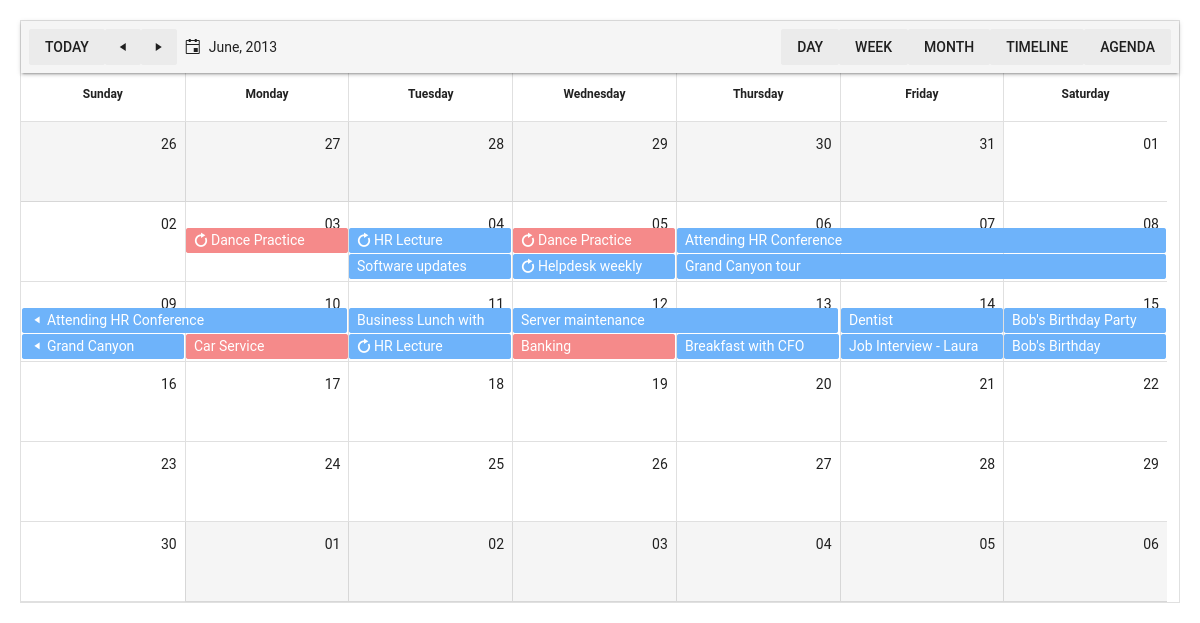 TODAY June, 2013 DAY WEEK MONTH TIMELINE AGENDA
Sunday Monday Tuesday Wednesday Thursday Friday Saturday
26 27 28 29 30 31 01
02 03 04 05 06 07 08
Dance Practice HR Lecture Dance Practice Attending HR Conference
Software updates Helpdesk weekly Grand Canyon tour
09 10 11 12 13 14 15
Attending HR Conference Business Lunch with Server maintenance Dentist Bob's Birthday Party
Grand Canyon Car Service HR Lecture Banking Breakfast with CFO Job Interview - Laura Bob's Birthday
16 17 18 19 20 21 22
23 24 25 26 27 28 29
30 01 02 03 04 05 06